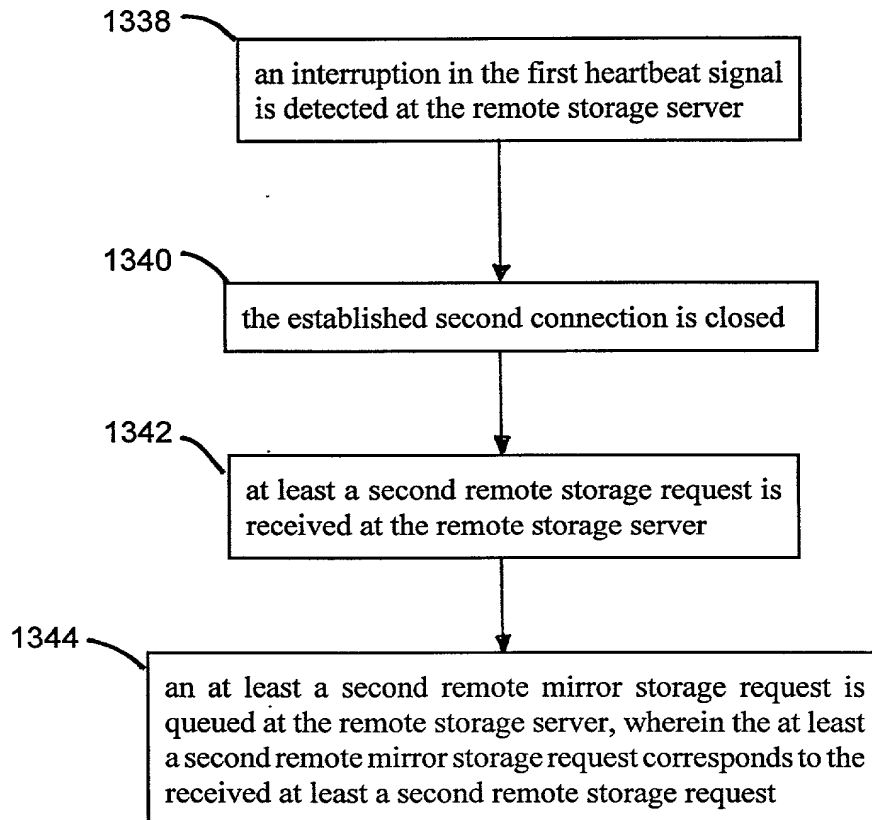 1338
an interruption in the first heartbeat signal
is detected at the remote storage server
1340
the established second connection is closed
1342
at least a second remote storage request is
received at the remote storage server
1344
an at least a second remote mirror storage request is
queued at the remote storage server, wherein the at least
a second remote mirror storage request corresponds to the
received at least a second remote storage request